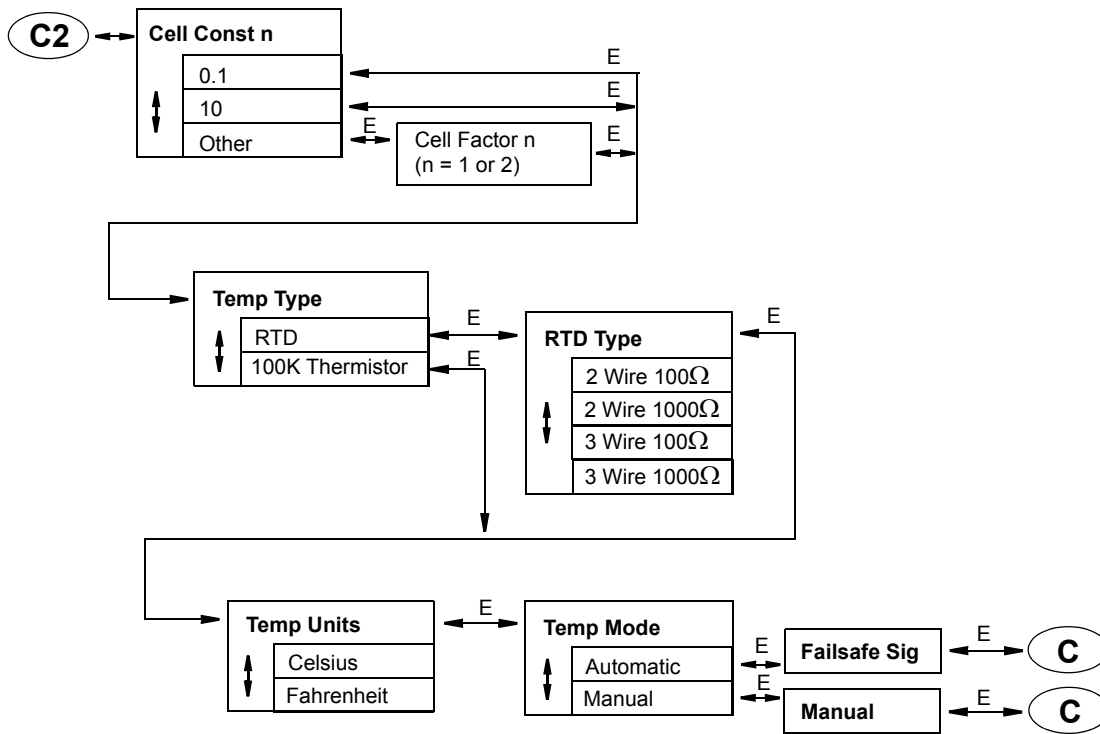 C2
Cell Const n
E
0.1
E
10
E
E
Other
Cell Factor n
(n = 1 or 2)
Temp Type
E
E
RTD
RTD Type
E
100K Thermistor
2 Wire 100Ω
2 Wire 1000Ω
3 Wire 100Ω
3 Wire 1000Ω
Temp Units
E
Temp Mode
Celsius
Automatic
E
Failsafe Sig
E
C
Fahrenheit
Manual
E
Manual
E
C